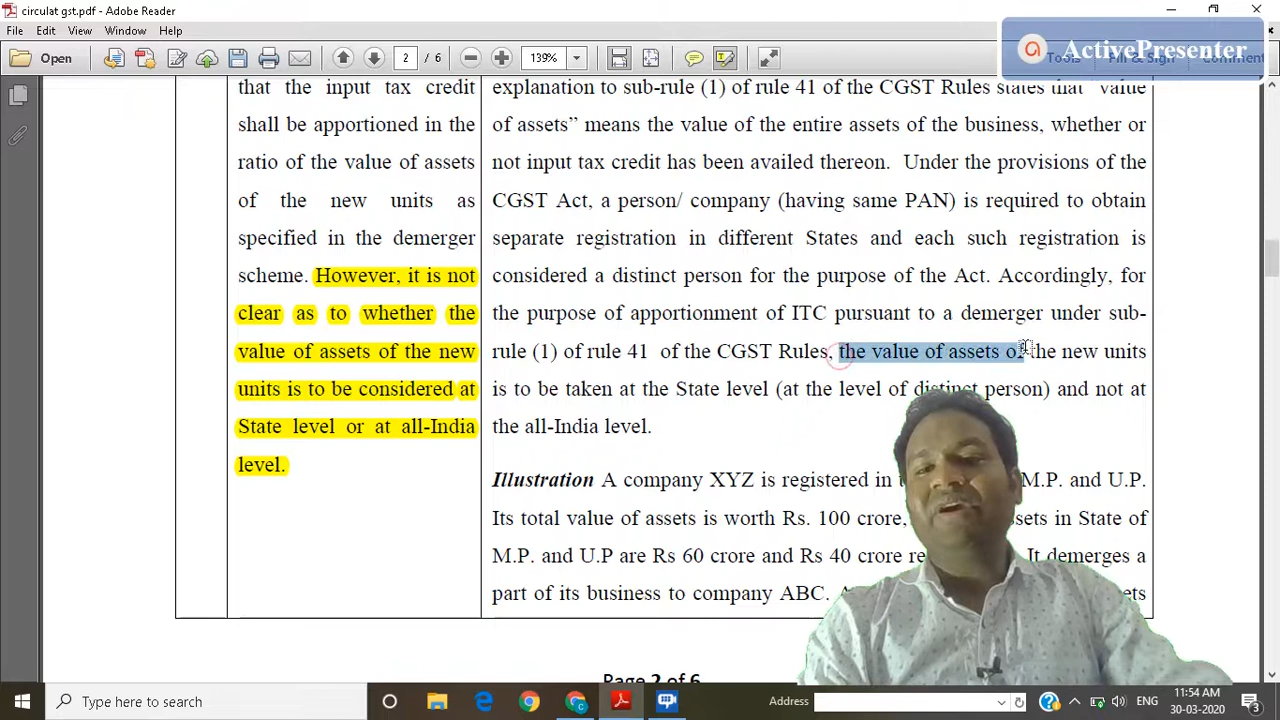 circulat gst.pdf - Adobe Reader
File Edit View Window Help
ActivePresenter
Open
2 / 6
139%
Tools Fill & Sign Comment
that the input tax credit
shall be apportioned in the
ratio of the value of assets
of the new units as
specified in the demerger
scheme. However, it is not
clear as to whether the
value of assets of the new
units is to be considered at
State level or at all-India
level.
explanation to sub-rule (1) of rule 41 of the CGST Rules states that “value
of assets” means the value of the entire assets of the business, whether or
not input tax credit has been availed thereon. Under the provisions of the
CGST Act, a person/ company (having same PAN) is required to obtain
separate registration in different States and each such registration is
considered a distinct person for the purpose of the Act. Accordingly, for
the purpose of apportionment of ITC pursuant to a demerger under sub-
rule (1) of rule 41 of the CGST Rules, the value of assets of the new units
is to be taken at the State level (at the level of distinct person) and not at
the all-India level.
Illustration A company XYZ is registered in M.P. and U.P.
Its total value of assets is worth Rs. 100 crore, in State of
M.P. and U.P are Rs 60 crore and Rs 40 crore It demerges a
part of its business to company ABC.
Page 2 of 6
Type here to search
Address
11:54 AM
30-03-2020
3